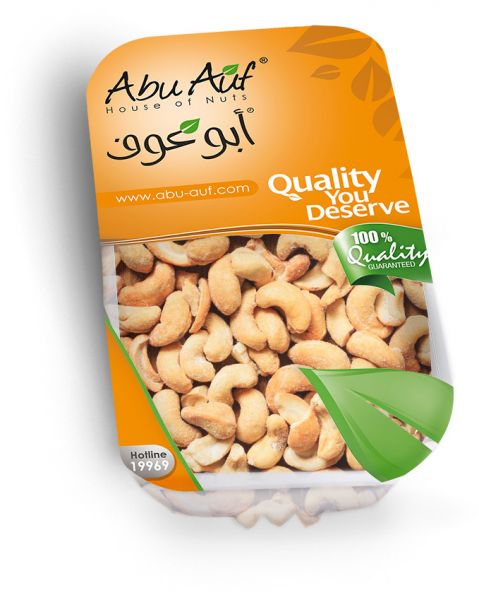 Abu Auf®
House of Nuts
أبو عوف®
www.abu-auf.com
Quality
You
Deserve
100 %
Quality
GUARANTEED
Hotline
19969